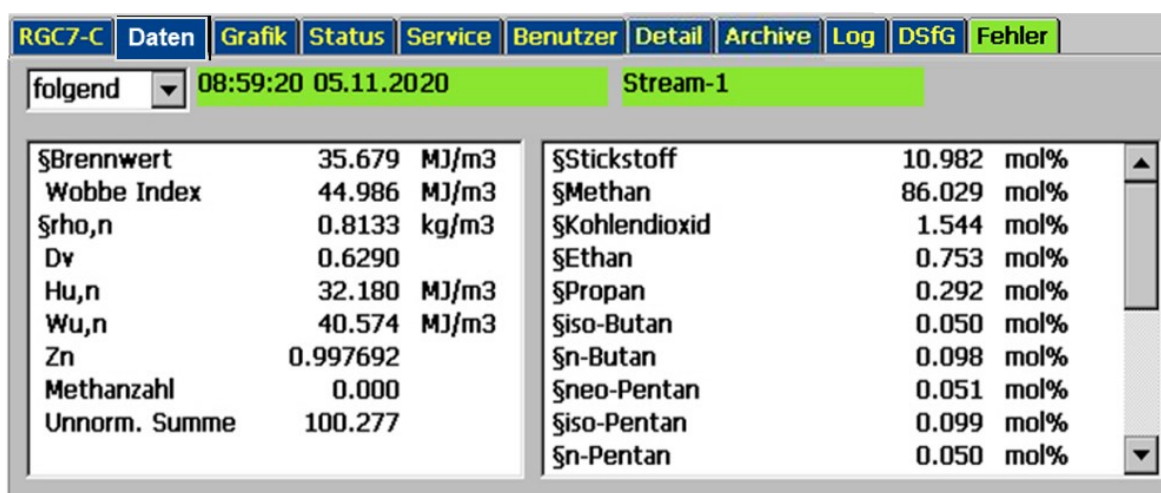 RGC7-C Daten Grafik Status Service Benutzer Detail Archive Log DSfG Fehler
folgend 08:59:20 05.11.2020 Stream-1
§Brennwert 35.679 MJ/m3
Wobbe Index 44.986 MJ/m3
§rho,n 0.8133 kg/m3
Dv 0.6290
Hu,n 32.180 MJ/m3
Wu,n 40.574 MJ/m3
Zn 0.997692
Methanzahl 0.000
Unnorm. Summe 100.277
§Stickstoff 10.982 mol%
§Methan 86.029 mol%
§Kohlendioxid 1.544 mol%
§Ethan 0.753 mol%
§Propan 0.292 mol%
§iso-Butan 0.050 mol%
§n-Butan 0.098 mol%
§neo-Pentan 0.051 mol%
§iso-Pentan 0.099 mol%
§n-Pentan 0.050 mol%